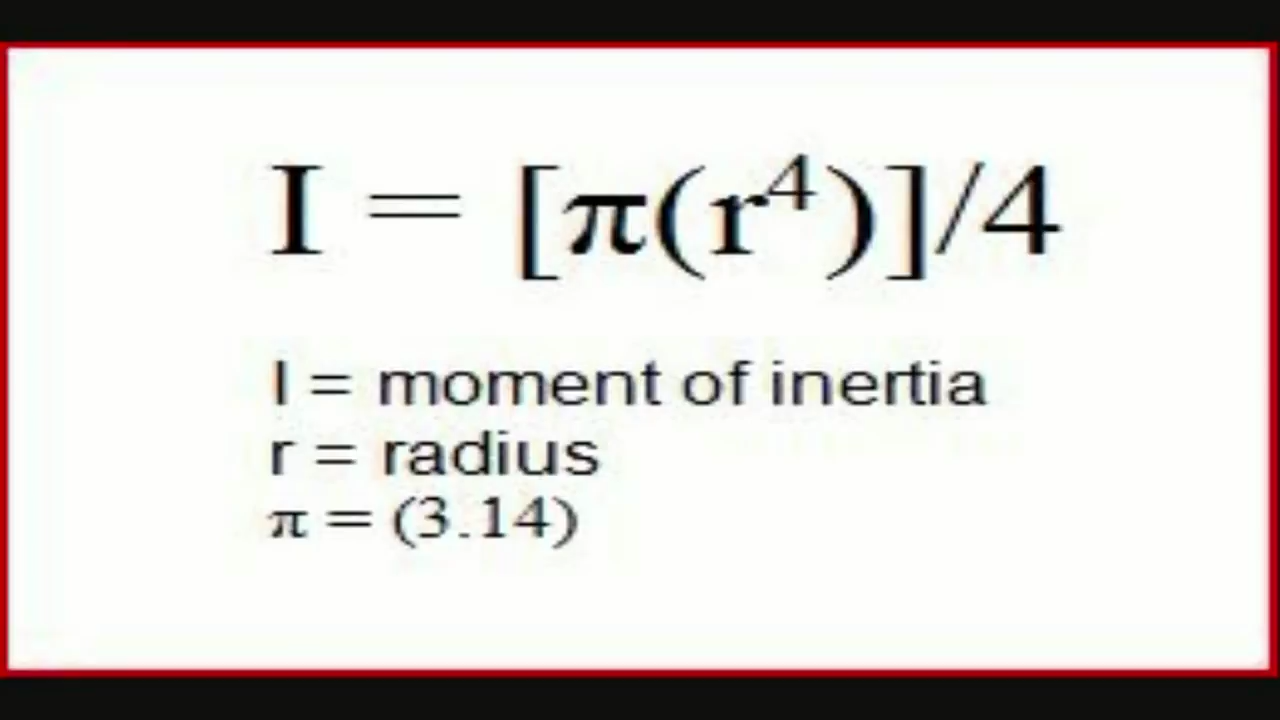 I = [π(r⁴)]/4
I = moment of inertia
r = radius
π = (3.14)